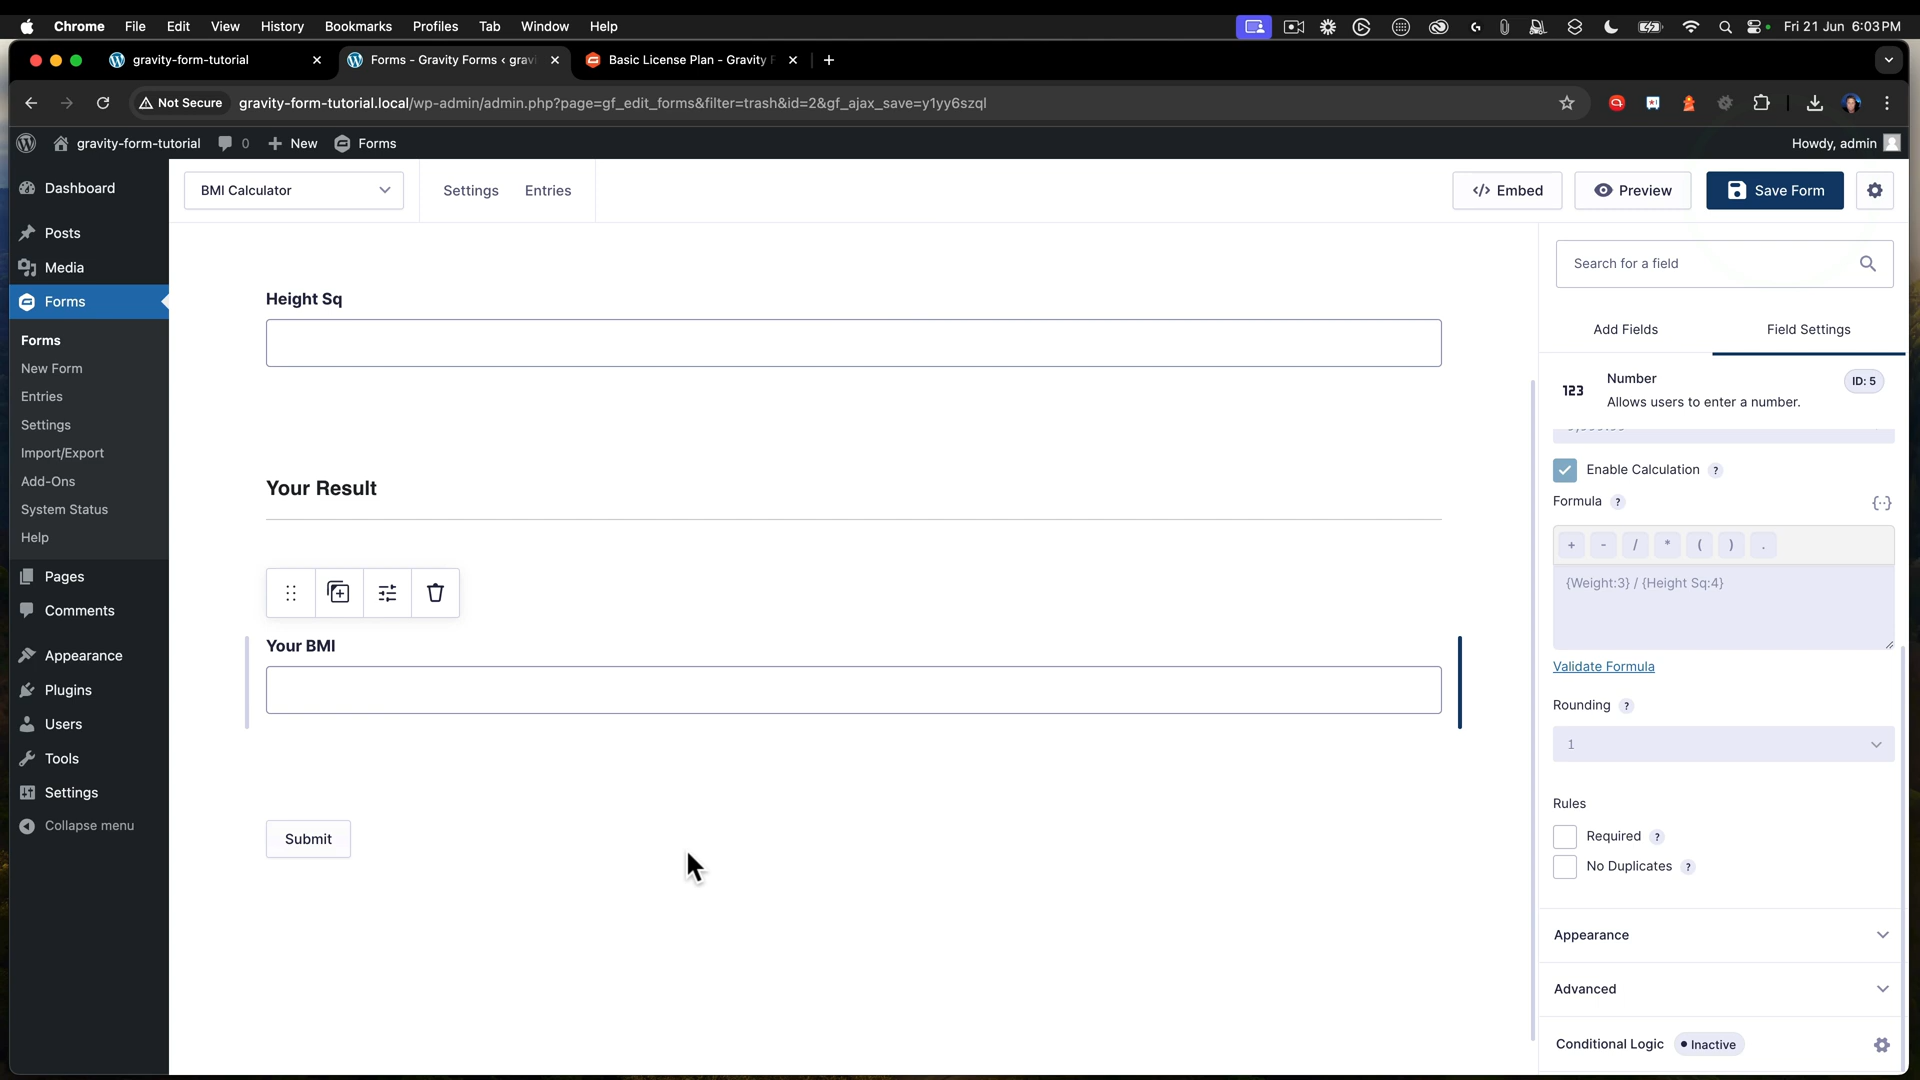 Chrome File Edit View History Bookmarks Profiles Tab Window Help Fri 21 Jun 6:03 PM
gravity-form-tutorial Forms - Gravity Forms ‹ gravi Basic License Plan - Gravity F
Not Secure gravity-form-tutorial.local/wp-admin/admin.php?page=gf_edit_forms&filter=trash&id=2&gf_ajax_save=y1yy6szql
gravity-form-tutorial 0 New Forms Howdy, admin
Dashboard
Posts
Media
Forms
Forms
New Form
Entries
Settings
Import/Export
Add-Ons
System Status
Help
Pages
Comments
Appearance
Plugins
Users
Tools
Settings
Collapse menu
BMI Calculator Settings Entries </> Embed Preview Save Form
Height Sq
Your Result
Your BMI
Submit
Search for a field
Add Fields Field Settings
123 Number ID: 5
Allows users to enter a number.
Enable Calculation ?
Formula ? {··}
+ - / * ( ) .
{Weight:3} / {Height Sq:4}
Validate Formula
Rounding ?
1
Rules
Required ?
No Duplicates ?
Appearance
Advanced
Conditional Logic • Inactive